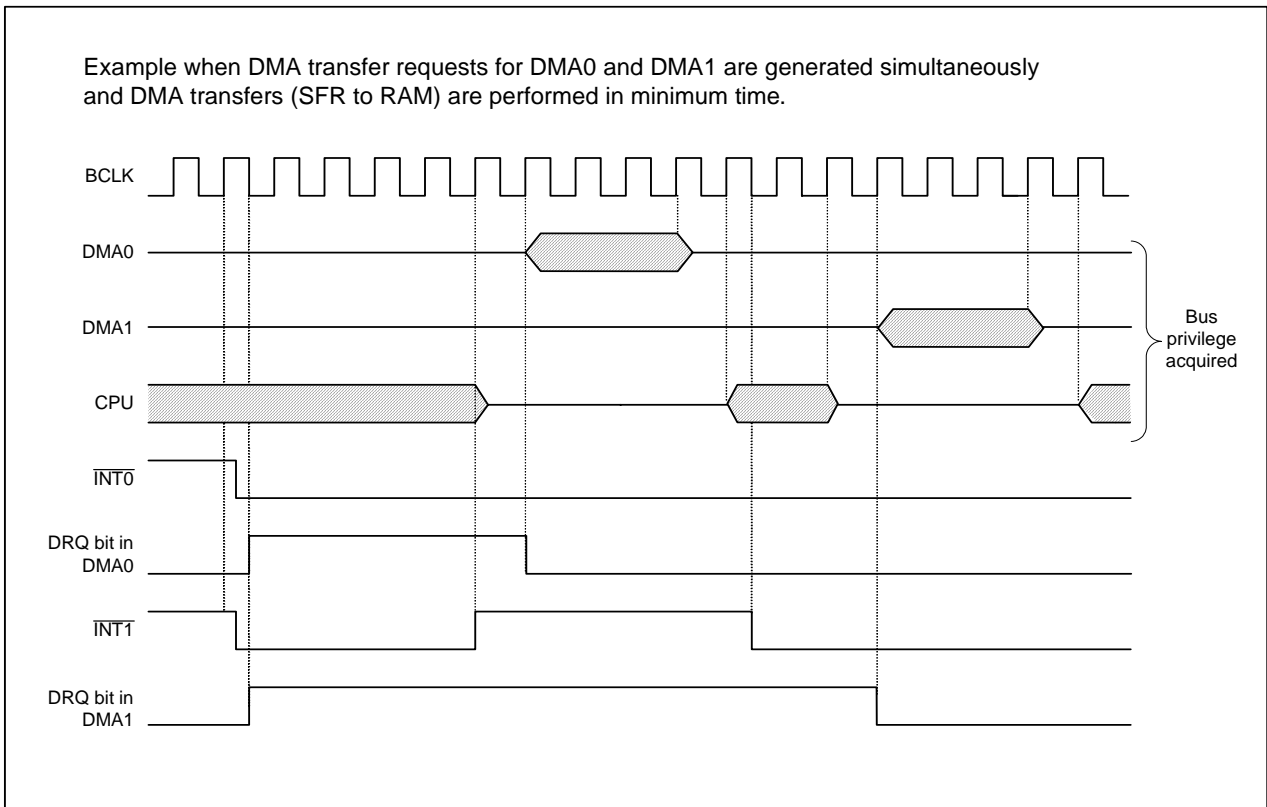 Example when DMA transfer requests for DMA0 and DMA1 are generated simultaneously
and DMA transfers (SFR to RAM) are performed in minimum time.
BCLK
DMA0
DMA1
Bus
privilege
acquired
CPU
INT0
DRQ bit in
DMA0
INT1
DRQ bit in
DMA1